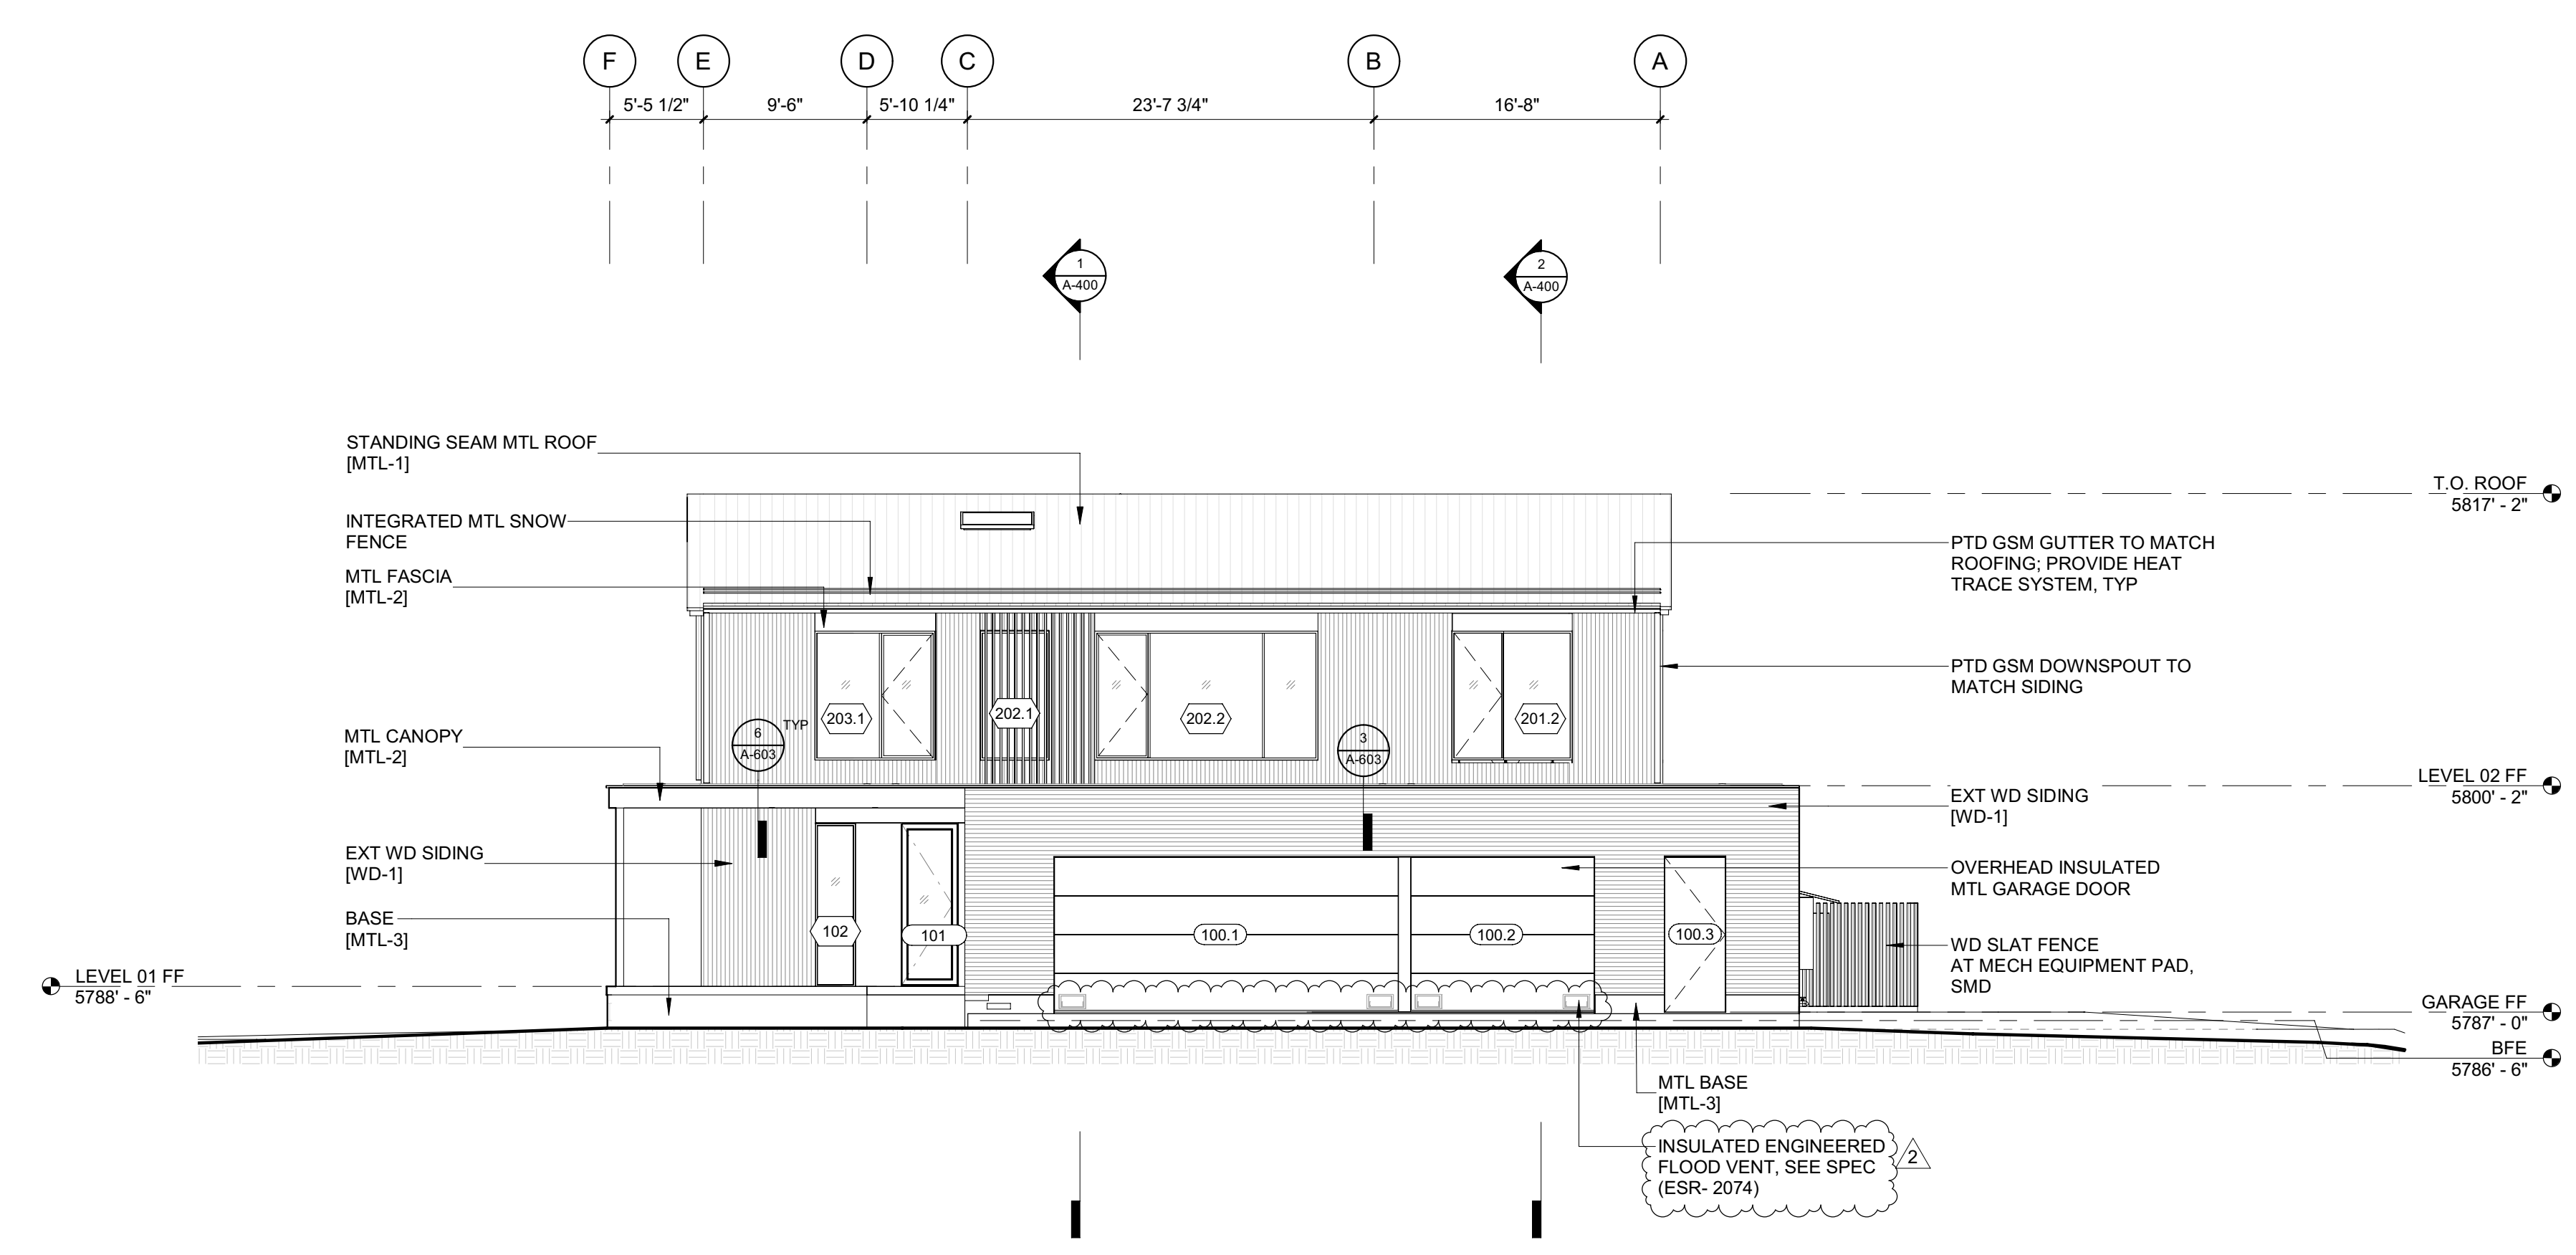 F E D C B A
5'-5 1/2" 9'-6" 5'-10 1/4" 23'-7 3/4" 16'-8"
1
A-400
2
A-400
STANDING SEAM MTL ROOF
[MTL-1]
INTEGRATED MTL SNOW
FENCE
MTL FASCIA
[MTL-2]
MTL CANOPY
[MTL-2]
EXT WD SIDING
[WD-1]
BASE
[MTL-3]
LEVEL 01 FF
5788' - 6"
203.1
202.1
202.2
201.2
6
A-603
TYP
3
A-603
102
101
100.1
100.2
100.3
T.O. ROOF
5817' - 2"
PTD GSM GUTTER TO MATCH
ROOFING; PROVIDE HEAT
TRACE SYSTEM, TYP
PTD GSM DOWNSPOUT TO
MATCH SIDING
LEVEL 02 FF
5800' - 2"
EXT WD SIDING
[WD-1]
OVERHEAD INSULATED
MTL GARAGE DOOR
WD SLAT FENCE
AT MECH EQUIPMENT PAD,
SMD
GARAGE FF
5787' - 0"
BFE
5786' - 6"
MTL BASE
[MTL-3]
INSULATED ENGINEERED
FLOOD VENT, SEE SPEC
(ESR- 2074)
2